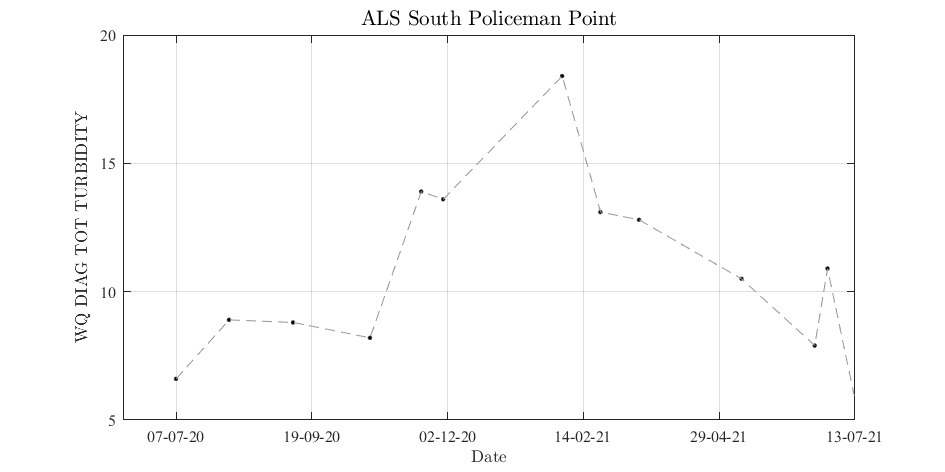 ALS South Policeman Point
WQ DIAG TOT TURBIDITY
20
15
10
5
07-07-20 19-09-20 02-12-20 14-02-21 29-04-21 13-07-21
Date